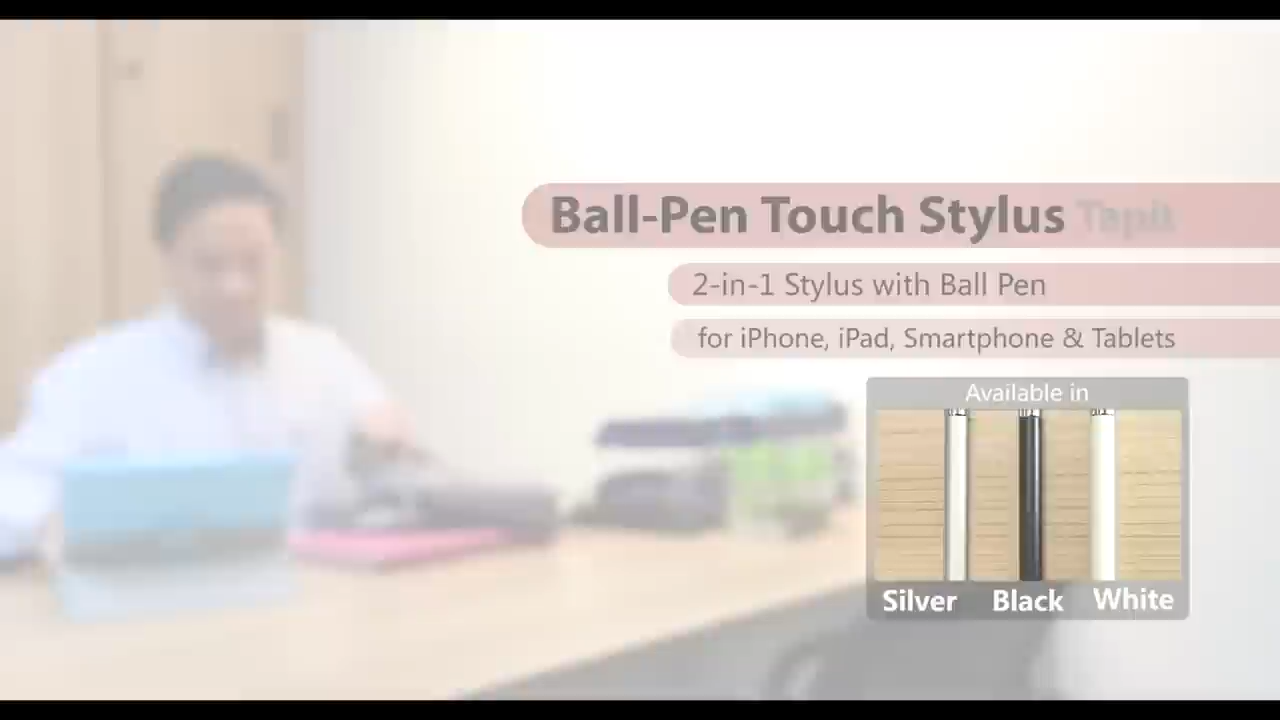 Ball-Pen Touch Stylus
2-in-1 Stylus with Ball Pen
for iPhone, iPad, Smartphone & Tablets
Available in
Silver Black White